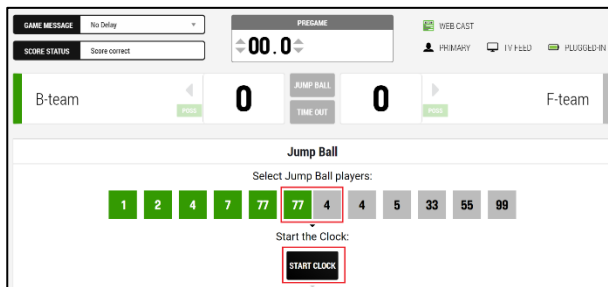 GAME MESSAGE No Delay PREGAME WEB CAST
SCORE STATUS Score correct 00.0 PRIMARY TV FEED PLUGGED-IN
B-team POSS 0 JUMP BALL 0 POSS F-team
TIME OUT
Jump Ball
Select Jump Ball players:
1 2 4 7 77 77 4 4 5 33 55 99
Start the Clock:
START CLOCK